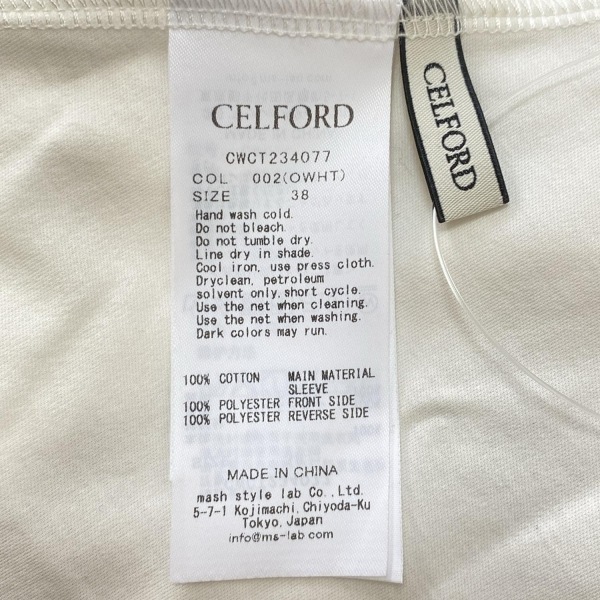 CELFORD
CWCT234077
COL 002(OWHT)
SIZE 38
Hand wash cold.
Do not bleach.
Do not tumble dry.
Line dry in shade.
Cool iron, use press cloth.
Dryclean, petroleum
solvent only, short cycle.
Use the net when cleaning.
Use the net when washing.
Dark colors may run.
100% COTTON MAIN MATERIAL
SLEEVE
100% POLYESTER FRONT SIDE
100% POLYESTER REVERSE SIDE
MADE IN CHINA
mash style lab Co., Ltd.
5-7-1 Kojimachi, Chiyoda-Ku
Tokyo, Japan
info@ms-lab.com
CELFORD